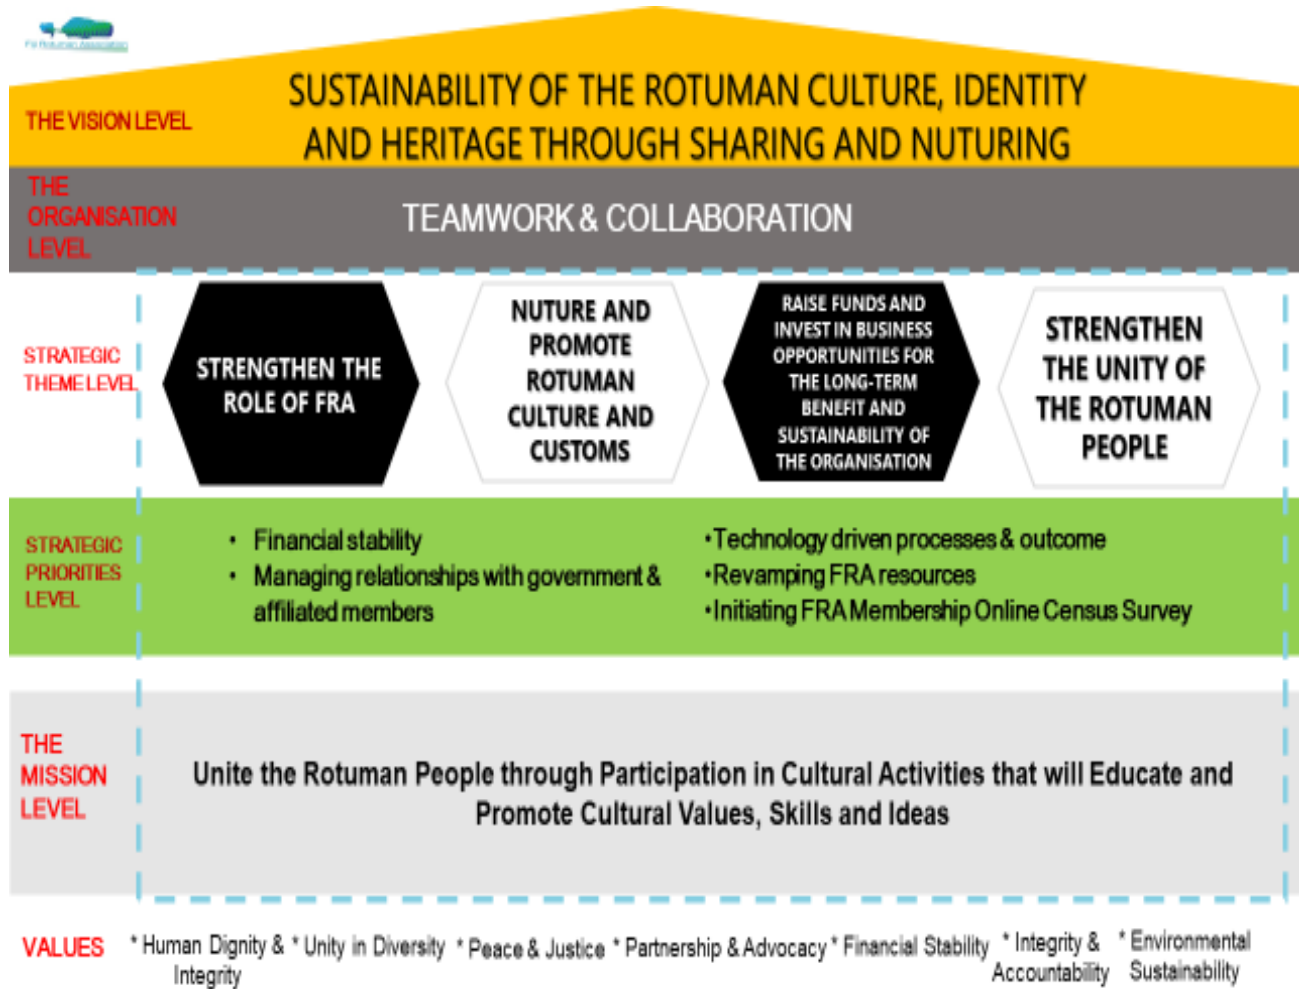 Fiji Rotuman Association
THE VISION LEVEL
SUSTAINABILITY OF THE ROTUMAN CULTURE, IDENTITY
AND HERITAGE THROUGH SHARING AND NUTURING
THE
ORGANISATION
LEVEL
TEAMWORK & COLLABORATION
STRATEGIC
THEME LEVEL
STRENGTHEN THE
ROLE OF FRA
NUTURE AND
PROMOTE
ROTUMAN
CULTURE AND
CUSTOMS
RAISE FUNDS AND
INVEST IN BUSINESS
OPPORTUNITIES FOR
THE LONG-TERM
BENEFIT AND
SUSTAINABILITY OF
THE ORGANISATION
STRENGTHEN
THE UNITY OF
THE ROTUMAN
PEOPLE
STRATEGIC
PRIORITIES
LEVEL
• Financial stability
• Managing relationships with government &
affiliated members
•Technology driven processes & outcome
•Revamping FRA resources
•Initiating FRA Membership Online Census Survey
THE
MISSION
LEVEL
Unite the Rotuman People through Participation in Cultural Activities that will Educate and
Promote Cultural Values, Skills and Ideas
VALUES
* Human Dignity &
Integrity
* Unity in Diversity
* Peace & Justice
* Partnership & Advocacy
* Financial Stability
* Integrity &
Accountability
* Environmental
Sustainability